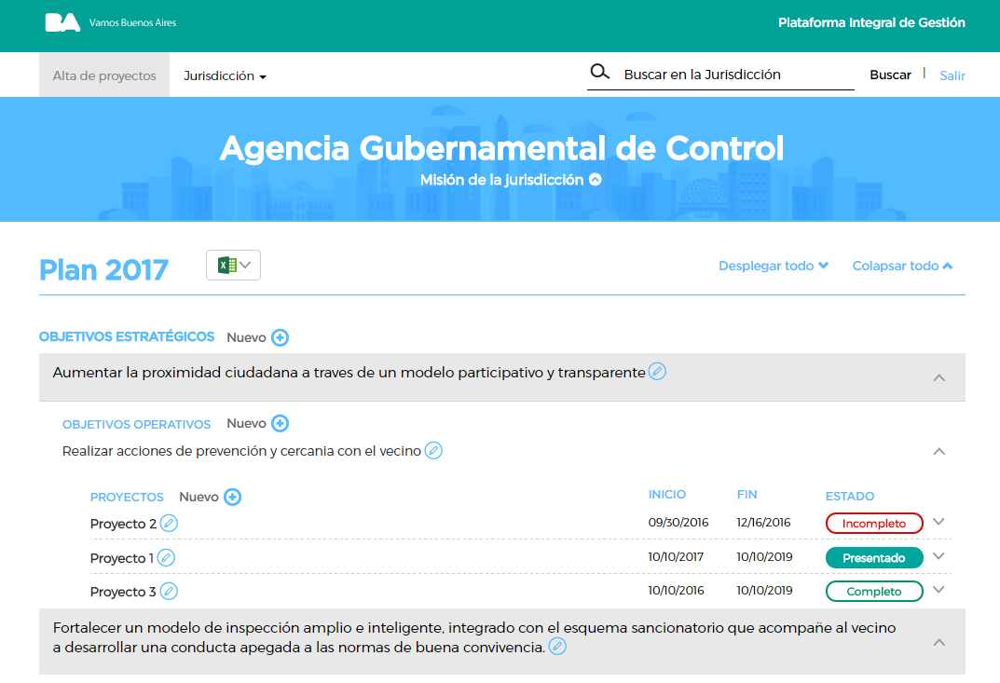 BA Vamos Buenos Aires
Plataforma Integral de Gestión
Alta de proyectos
Jurisdicción
Buscar en la Jurisdicción
Buscar
Salir
Agencia Gubernamental de Control
Misión de la jurisdicción
Plan 2017
Desplegar todo
Colapsar todo
OBJETIVOS ESTRATÉGICOS Nuevo
Aumentar la proximidad ciudadana a traves de un modelo participativo y transparente
OBJETIVOS OPERATIVOS Nuevo
Realizar acciones de prevención y cercania con el vecino
PROYECTOS Nuevo INICIO FIN ESTADO
Proyecto 2 09/30/2016 12/16/2016 Incompleto
Proyecto 1 10/10/2017 10/10/2019 Presentado
Proyecto 3 10/10/2016 10/10/2019 Completo
Fortalecer un modelo de inspección amplio e inteligente, integrado con el esquema sancionatorio que acompañe al vecino
a desarrollar una conducta apegada a las normas de buena convivencia.